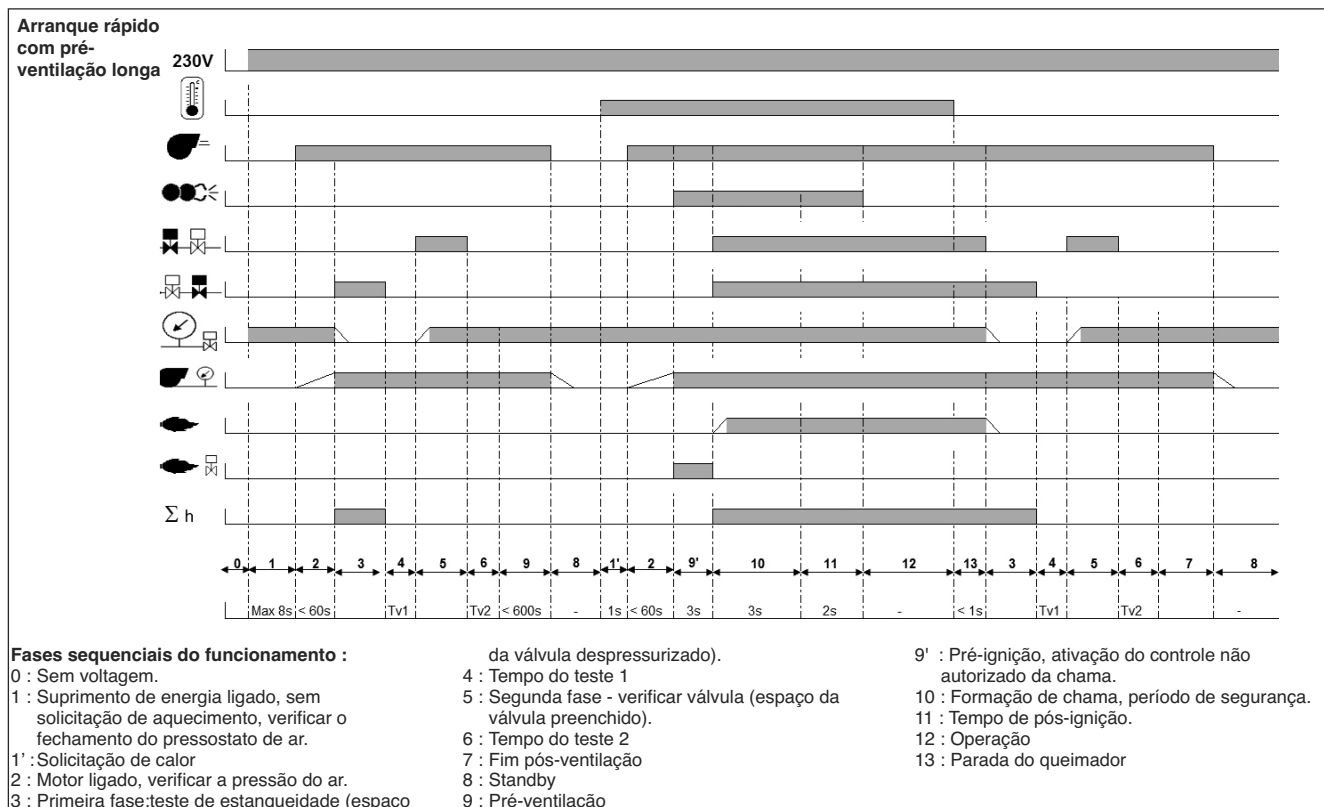 Arranque rápido
com pré-
ventilação longa
230V
Σ h
0 1 2 3 4 5 6 9 8 1' 2 9' 10 11 12 13 3 4 5 6 7 8
Max 8s < 60s Tv1 Tv2 < 600s - 1s < 60s 3s 3s 2s - < 1s Tv1 Tv2 -
Fases sequenciais do funcionamento :
0 : Sem voltagem.
1 : Suprimento de energia ligado, sem
solicitação de aquecimento, verificar o
fechamento do pressostato de ar.
1' :Solicitação de calor
2 : Motor ligado, verificar a pressão do ar.
3 : Primeira fase:teste de estanqueidade (espaço
da válvula despressurizado).
4 : Tempo do teste 1
5 : Segunda fase - verificar válvula (espaço da
válvula preenchido).
6 : Tempo do teste 2
7 : Fim pós-ventilação
8 : Standby
9 : Pré-ventilação
9' : Pré-ignição, ativação do controle não
autorizado da chama.
10 : Formação de chama, período de segurança.
11 : Tempo de pós-ignição.
12 : Operação
13 : Parada do queimador